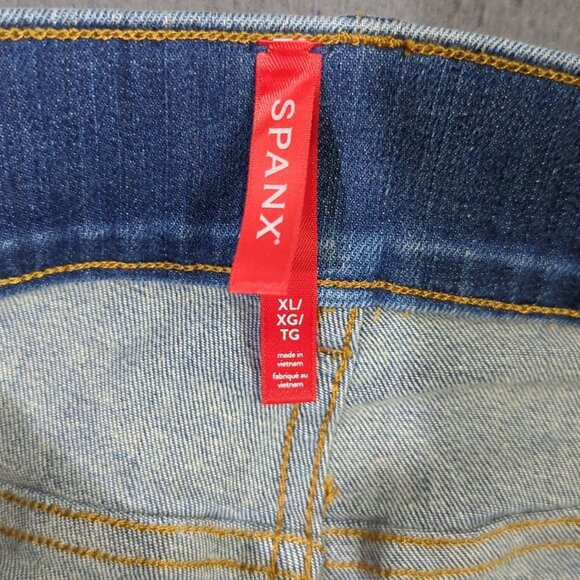 SPANX
XL/
XG/
TG
made in
vietnam
fabriqué au
vietnam